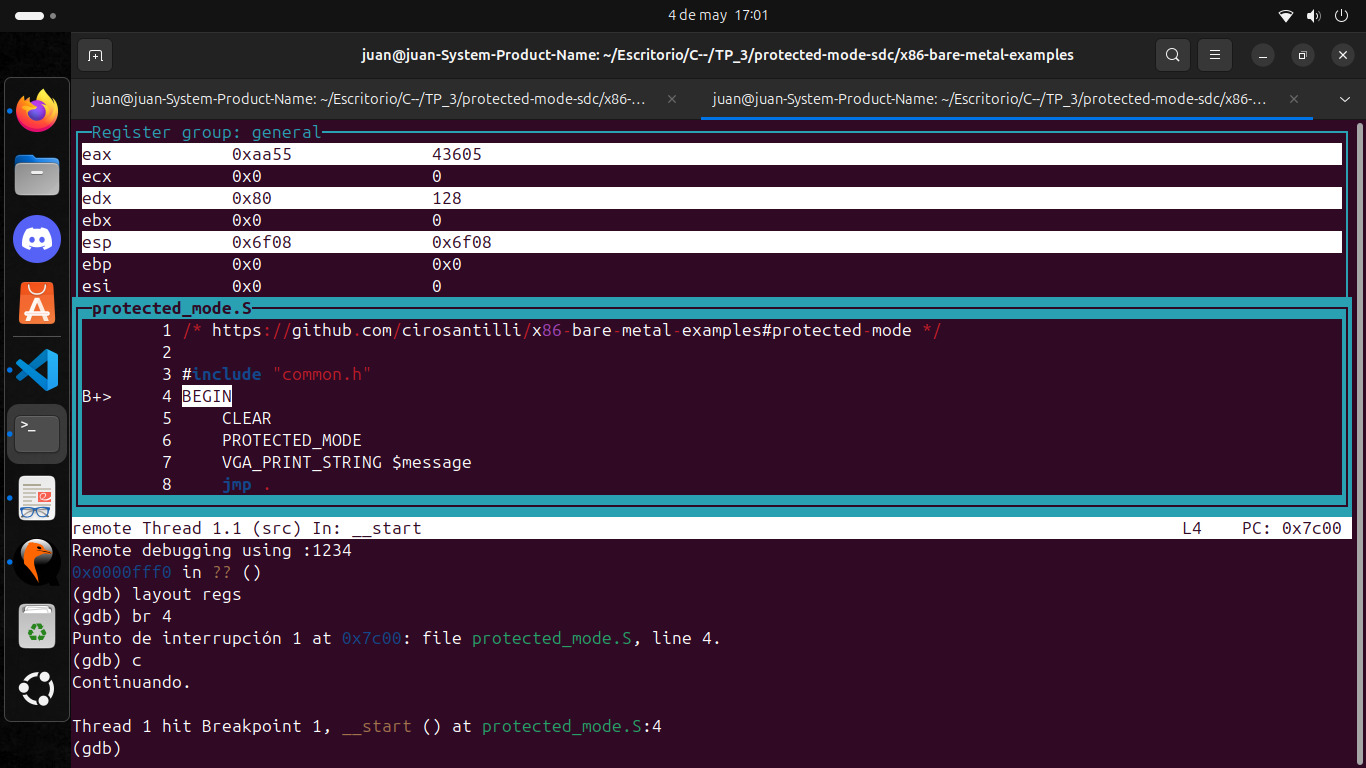 4 de may 17:01
juan@juan-System-Product-Name: ~/Escritorio/C--/TP_3/protected-mode-sdc/x86-bare-metal-examples
juan@juan-System-Product-Name: ~/Escritorio/C--/TP_3/protected-mode-sdc/x86-...
juan@juan-System-Product-Name: ~/Escritorio/C--/TP_3/protected-mode-sdc/x86-...
Register group: general
eax 0xaa55 43605
ecx 0x0 0
edx 0x80 128
ebx 0x0 0
esp 0x6f08 0x6f08
ebp 0x0 0x0
esi 0x0 0
protected_mode.S
1 /* https://github.com/cirosantilli/x86-bare-metal-examples#protected-mode */
2
3 #include "common.h"
B+> 4 BEGIN
5 CLEAR
6 PROTECTED_MODE
7 VGA_PRINT_STRING $message
8 jmp .
remote Thread 1.1 (src) In: __start L4 PC: 0x7c00
Remote debugging using :1234
0x0000fff0 in ?? ()
(gdb) layout regs
(gdb) br 4
Punto de interrupción 1 at 0x7c00: file protected_mode.S, line 4.
(gdb) c
Continuando.
Thread 1 hit Breakpoint 1, __start () at protected_mode.S:4
(gdb)